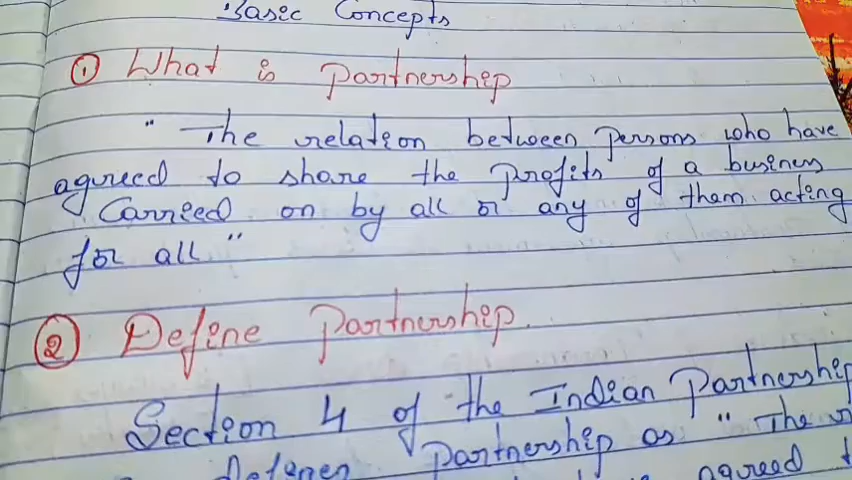 Basic Concepts
① What is Partnership
" The relation between persons who have
agreed to share the profits of a business
Carried on by all or any of them acting
for all "
② Define Partnership.
Section 4 of the Indian Partnership
Defines Partnership as " The
agreed